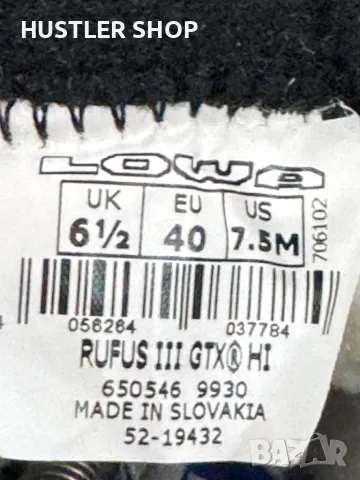 HUSTLER SHOP
LOWA
UK EU US
6½ 40 7.5M
706102
056264 037784
RUFUS III GTX® HI
650546 9930
MADE IN SLOVAKIA
52-19432
BAZAR